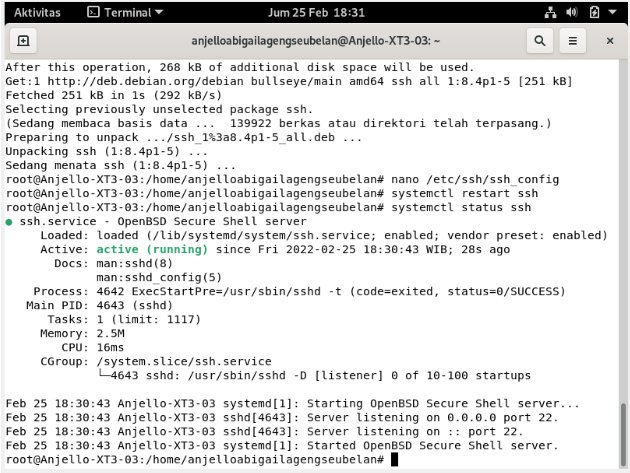 Aktivitas Terminal Jum 25 Feb 18:31
anjelloabigailagengseubelan@Anjello-XT3-03: ~
After this operation, 268 kB of additional disk space will be used.
Get:1 http://deb.debian.org/debian bullseye/main amd64 ssh all 1:8.4p1-5 [251 kB]
Fetched 251 kB in 1s (292 kB/s)
Selecting previously unselected package ssh.
(Sedang membaca basis data ...  139922 berkas atau direktori telah terpasang.)
Preparing to unpack .../ssh_1%3a8.4p1-5_all.deb ...
Unpacking ssh (1:8.4p1-5) ...
Sedang menata ssh (1:8.4p1-5) ...
root@Anjello-XT3-03:/home/anjelloabigailagengseubelan# nano /etc/ssh/ssh_config
root@Anjello-XT3-03:/home/anjelloabigailagengseubelan# systemctl restart ssh
root@Anjello-XT3-03:/home/anjelloabigailagengseubelan# systemctl status ssh
● ssh.service - OpenBSD Secure Shell server
Loaded: loaded (/lib/systemd/system/ssh.service; enabled; vendor preset: enabled)
Active: active (running) since Fri 2022-02-25 18:30:43 WIB; 28s ago
Docs: man:sshd(8)
man:sshd_config(5)
Process: 4642 ExecStartPre=/usr/sbin/sshd -t (code=exited, status=0/SUCCESS)
Main PID: 4643 (sshd)
Tasks: 1 (limit: 1117)
Memory: 2.5M
CPU: 16ms
CGroup: /system.slice/ssh.service
└─4643 sshd: /usr/sbin/sshd -D [listener] 0 of 10-100 startups
Feb 25 18:30:43 Anjello-XT3-03 systemd[1]: Starting OpenBSD Secure Shell server...
Feb 25 18:30:43 Anjello-XT3-03 sshd[4643]: Server listening on 0.0.0.0 port 22.
Feb 25 18:30:43 Anjello-XT3-03 sshd[4643]: Server listening on :: port 22.
Feb 25 18:30:43 Anjello-XT3-03 systemd[1]: Started OpenBSD Secure Shell server.
root@Anjello-XT3-03:/home/anjelloabigailagengseubelan#